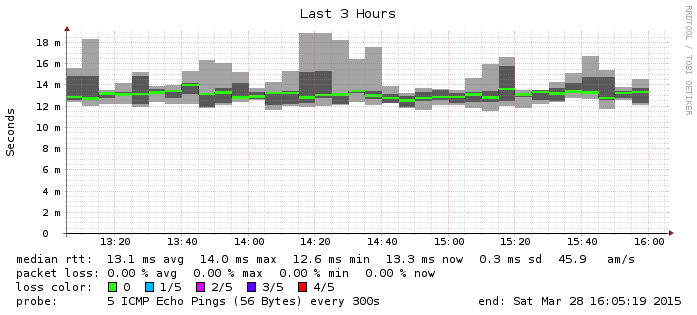 Last 3 Hours
RRDTOOL / TOBI OETIKER
Seconds
18 m
16 m
14 m
12 m
10 m
8 m
6 m
4 m
2 m
0
13:20 13:40 14:00 14:20 14:40 15:00 15:20 15:40 16:00
median rtt: 13.1 ms avg 14.0 ms max 12.6 ms min 13.3 ms now 0.3 ms sd 45.9 am/s
packet loss: 0.00 % avg 0.00 % max 0.00 % min 0.00 % now
loss color: 0 1/5 2/5 3/5 4/5
probe: 5 ICMP Echo Pings (56 Bytes) every 300s end: Sat Mar 28 16:05:19 2015